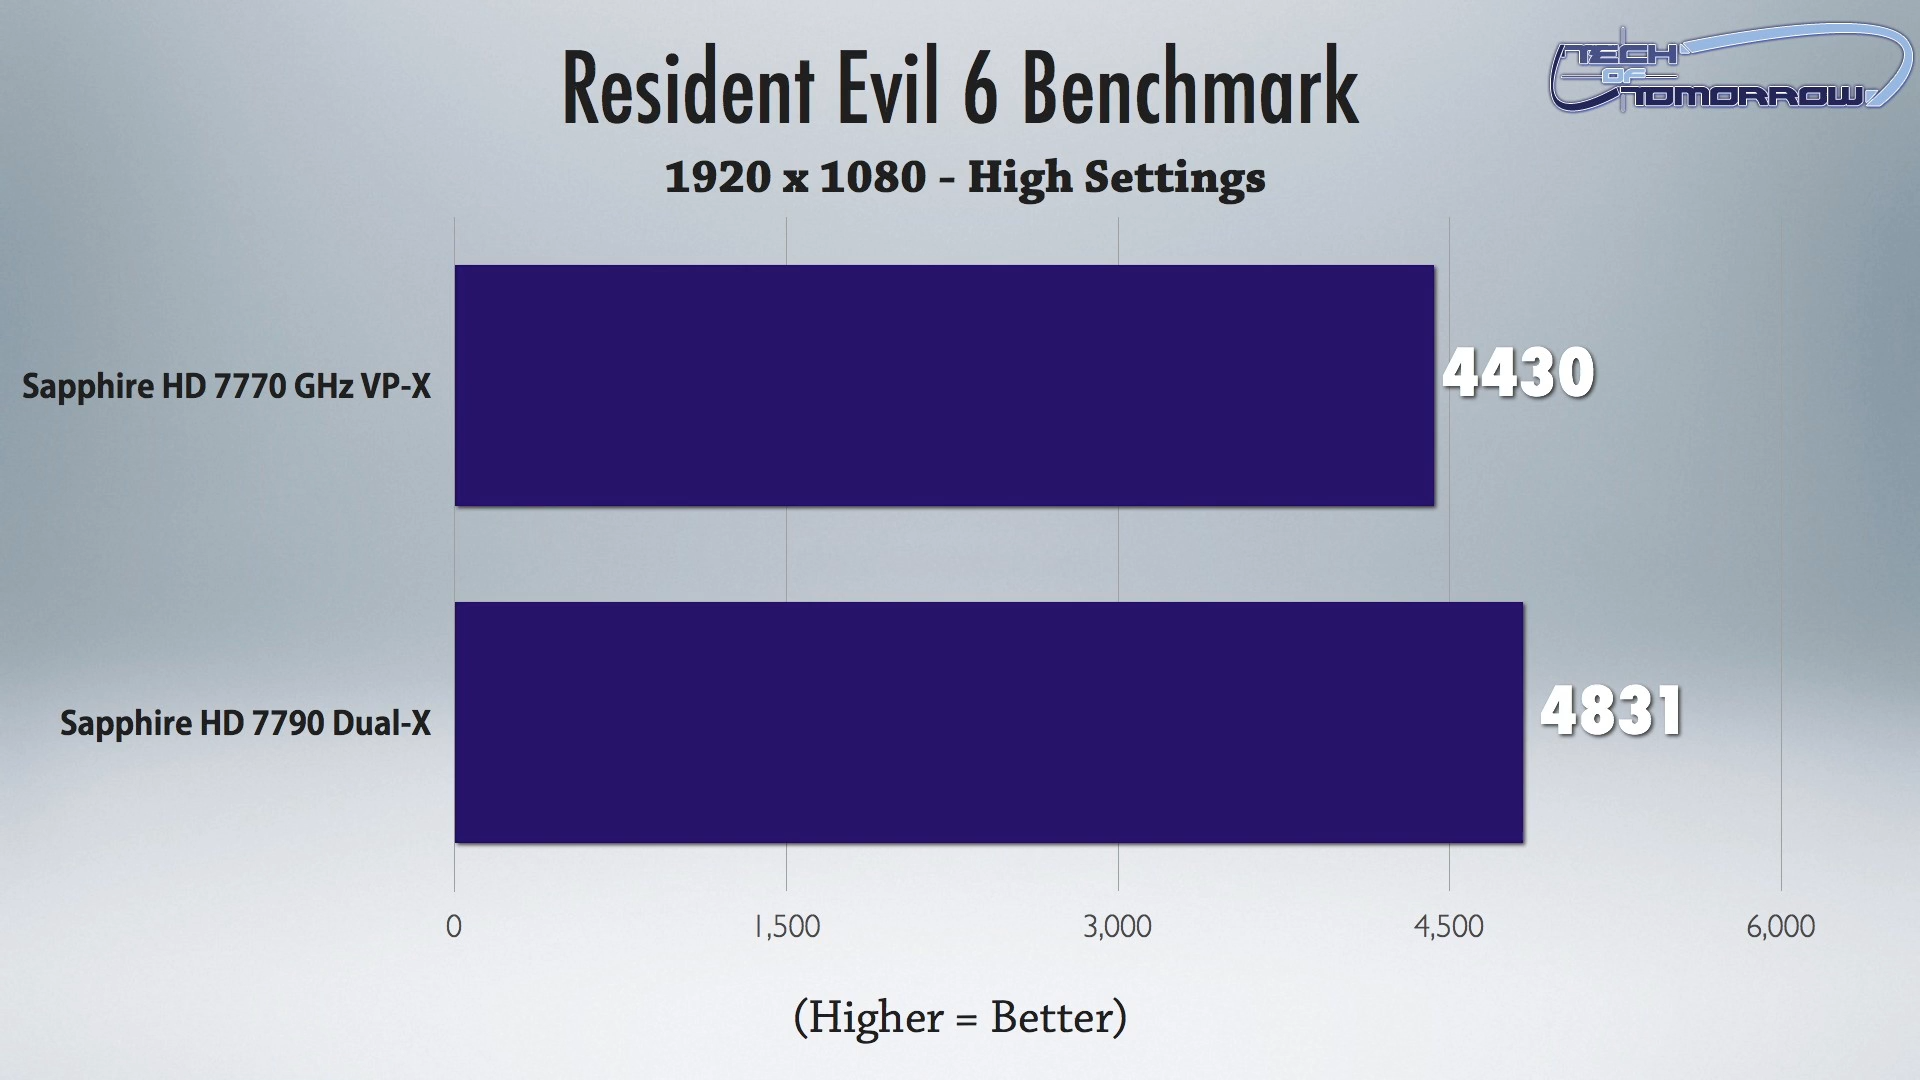 Resident Evil 6 Benchmark
TECH
OF
TOMORROW
1920 x 1080 - High Settings
Sapphire HD 7770 GHz VP-X
4430
Sapphire HD 7790 Dual-X
4831
0 1,500 3,000 4,500 6,000
(Higher = Better)